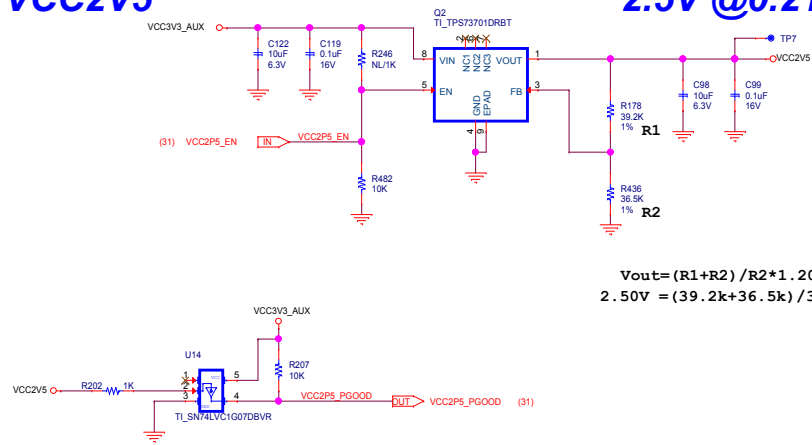 VCC2V5
2.5V @0.21
Q2
TI_TPS73701DRBT
VCC3V3_AUX
TP7
VCC2V5
C122
10uF
6.3V
C119
0.1uF
16V
R246
NL/1K
8 VIN
NC1
NC2
NC3
VOUT 1
5 EN
FB 3
GND
EPAD
4
9
C98
10uF
6.3V
C99
0.1uF
16V
R178
39.2K
1% R1
(31) VCC2P5_EN IN VCC2P5_EN
R482
10K
R436
36.5K
1% R2
Vout=(R1+R2)/R2*1.20
2.50V =(39.2k+36.5k)/3
VCC3V3_AUX
U14
R207
10K
1
2
3
5
4
VCC2V5 R202 1K
VCC2P5_PGOOD OUT VCC2P5_PGOOD (31)
TI_SN74LVC1G07DBVR